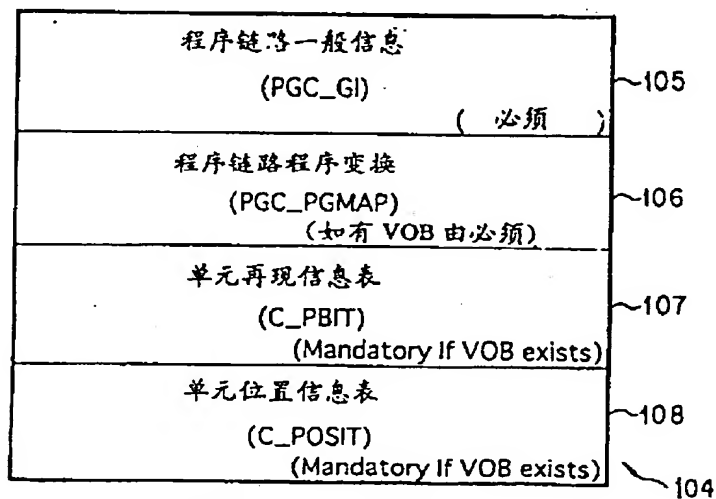 程序链路一般信息
(PGC_GI)
105
( 必须 )
程序链路程序变换
(PGC_PGMAP)
106
(如有 VOB 由必须)
单元再现信息表
(C_PBIT)
107
(Mandatory If VOB exists)
单元位置信息表
(C_POSIT)
108
(Mandatory If VOB exists)
104